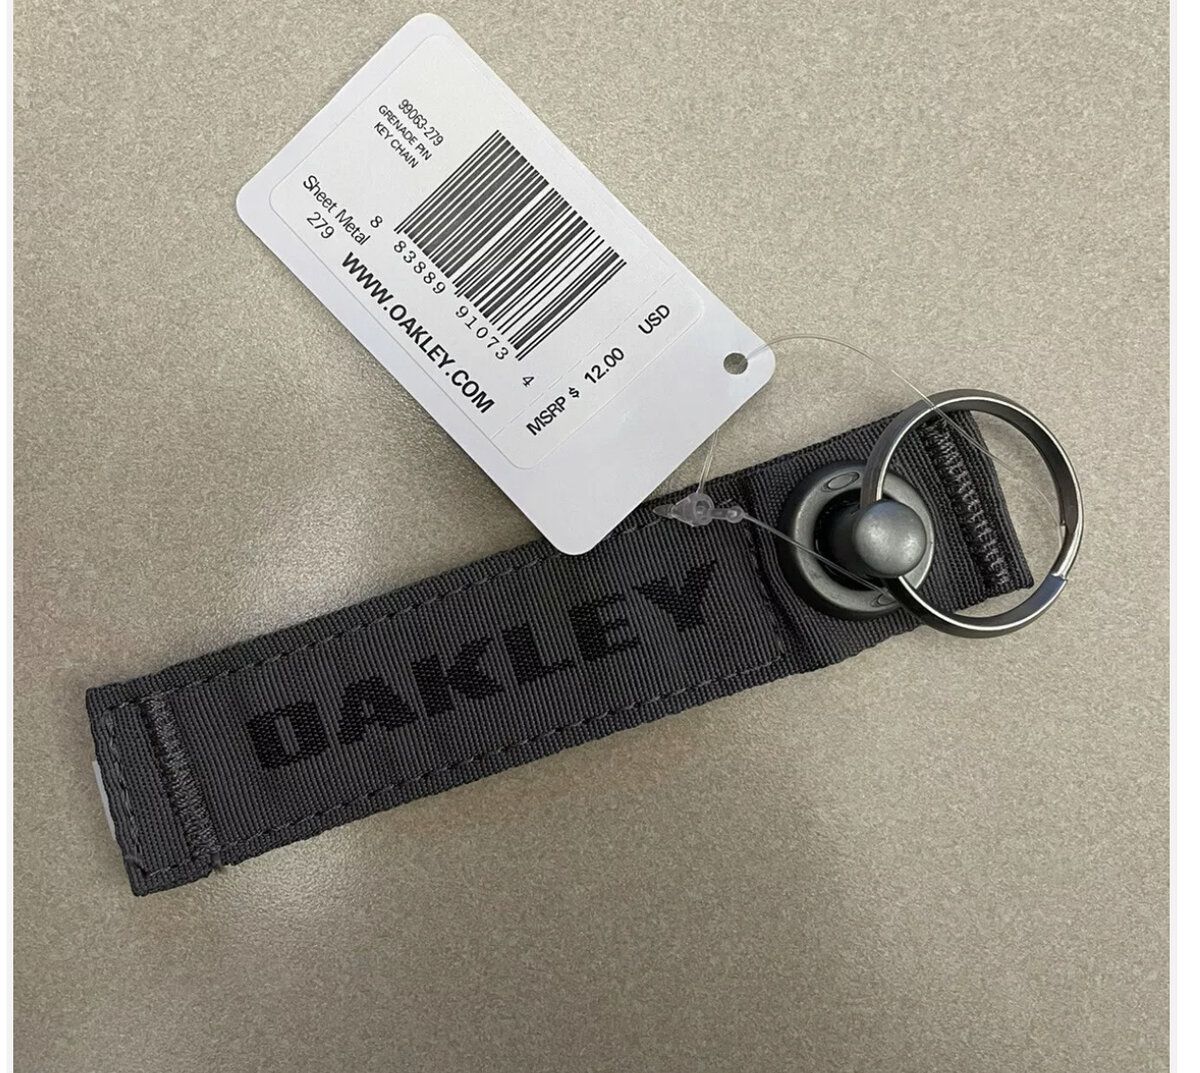 99063-279
GRENADE PIN
KEY CHAIN
Sheet Metal
279
8 83889 91073 4
WWW.OAKLEY.COM
MSRP $ 12.00 USD
OAKLEY